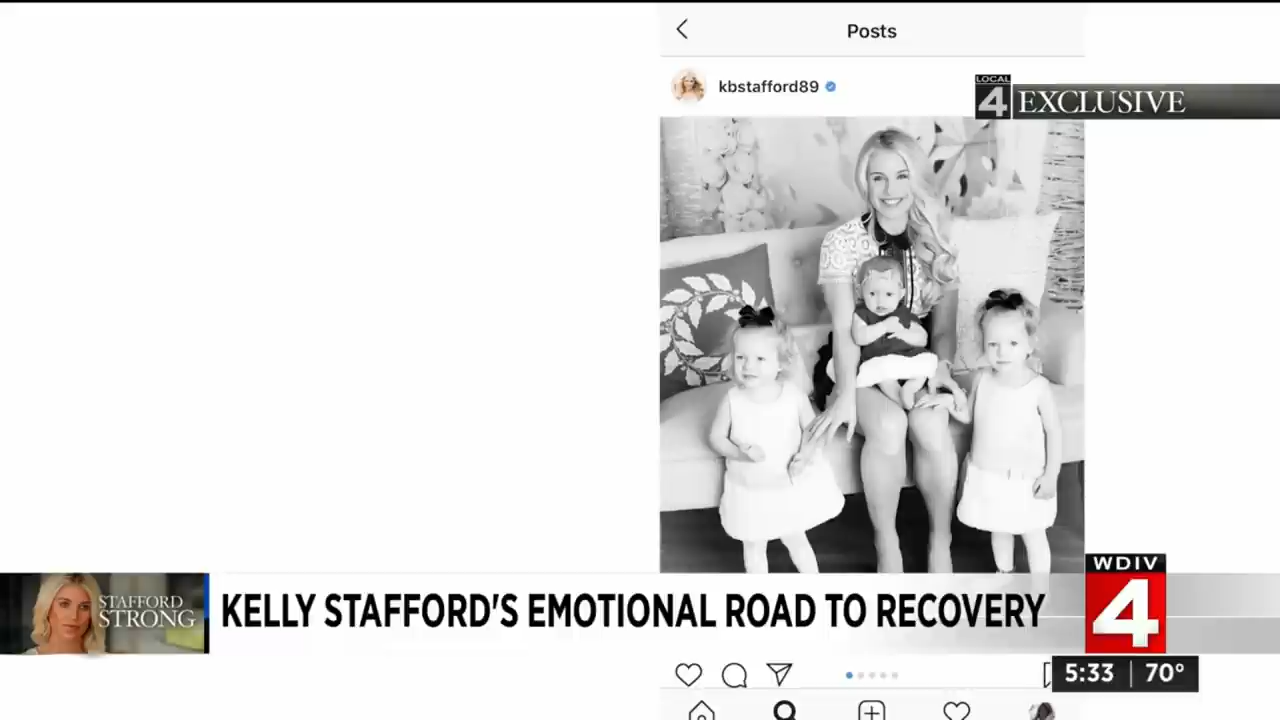 Posts
kbstafford89
LOCAL
4 EXCLUSIVE
STAFFORD
STRONG
KELLY STAFFORD'S EMOTIONAL ROAD TO RECOVERY
WDIV
4
5:33 70°